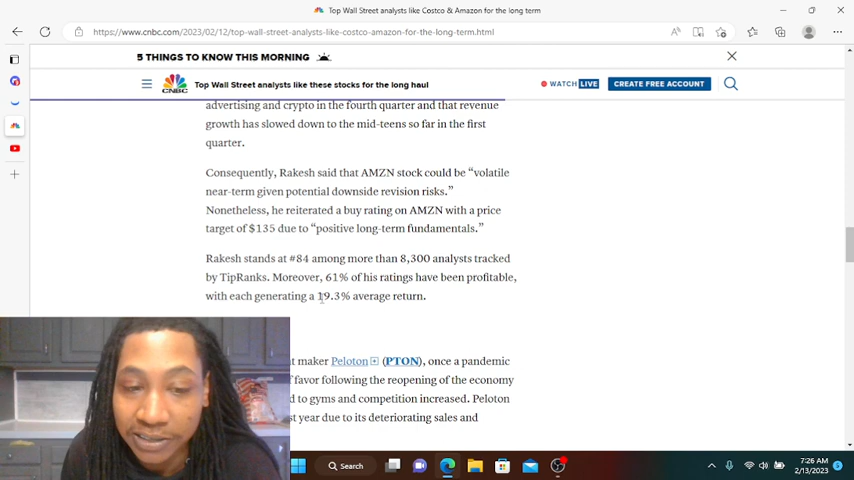 Top Wall Street analysts like Costco & Amazon for the long term
https://www.cnbc.com/2023/02/12/top-wall-street-analysts-like-costco-amazon-for-the-long-term.html
5 THINGS TO KNOW THIS MORNING
CNBC
Top Wall Street analysts like these stocks for the long haul
WATCH LIVE
CREATE FREE ACCOUNT
advertising and crypto in the fourth quarter and that revenue
growth has slowed down to the mid-teens so far in the first
quarter.
Consequently, Rakesh said that AMZN stock could be “volatile
near-term given potential downside revision risks.”
Nonetheless, he reiterated a buy rating on AMZN with a price
target of $135 due to “positive long-term fundamentals.”
Rakesh stands at #84 among more than 8,300 analysts tracked
by TipRanks. Moreover, 61% of his ratings have been profitable,
with each generating a 19.3% average return.
t maker Peloton (PTON), once a pandemic
f favor following the reopening of the economy
d to gyms and competition increased. Peloton
st year due to its deteriorating sales and
Search
7:26 AM
2/13/2023